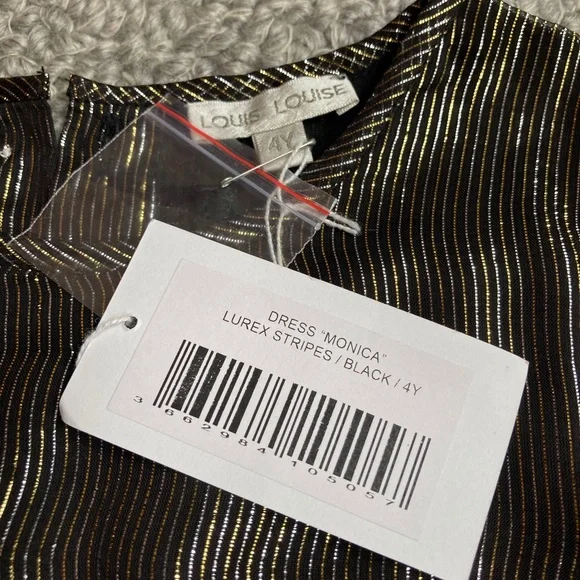 LOUIS LOUISE
4Y
DRESS “MONICA”
LUREX STRIPES / BLACK / 4Y
3 662984 105057